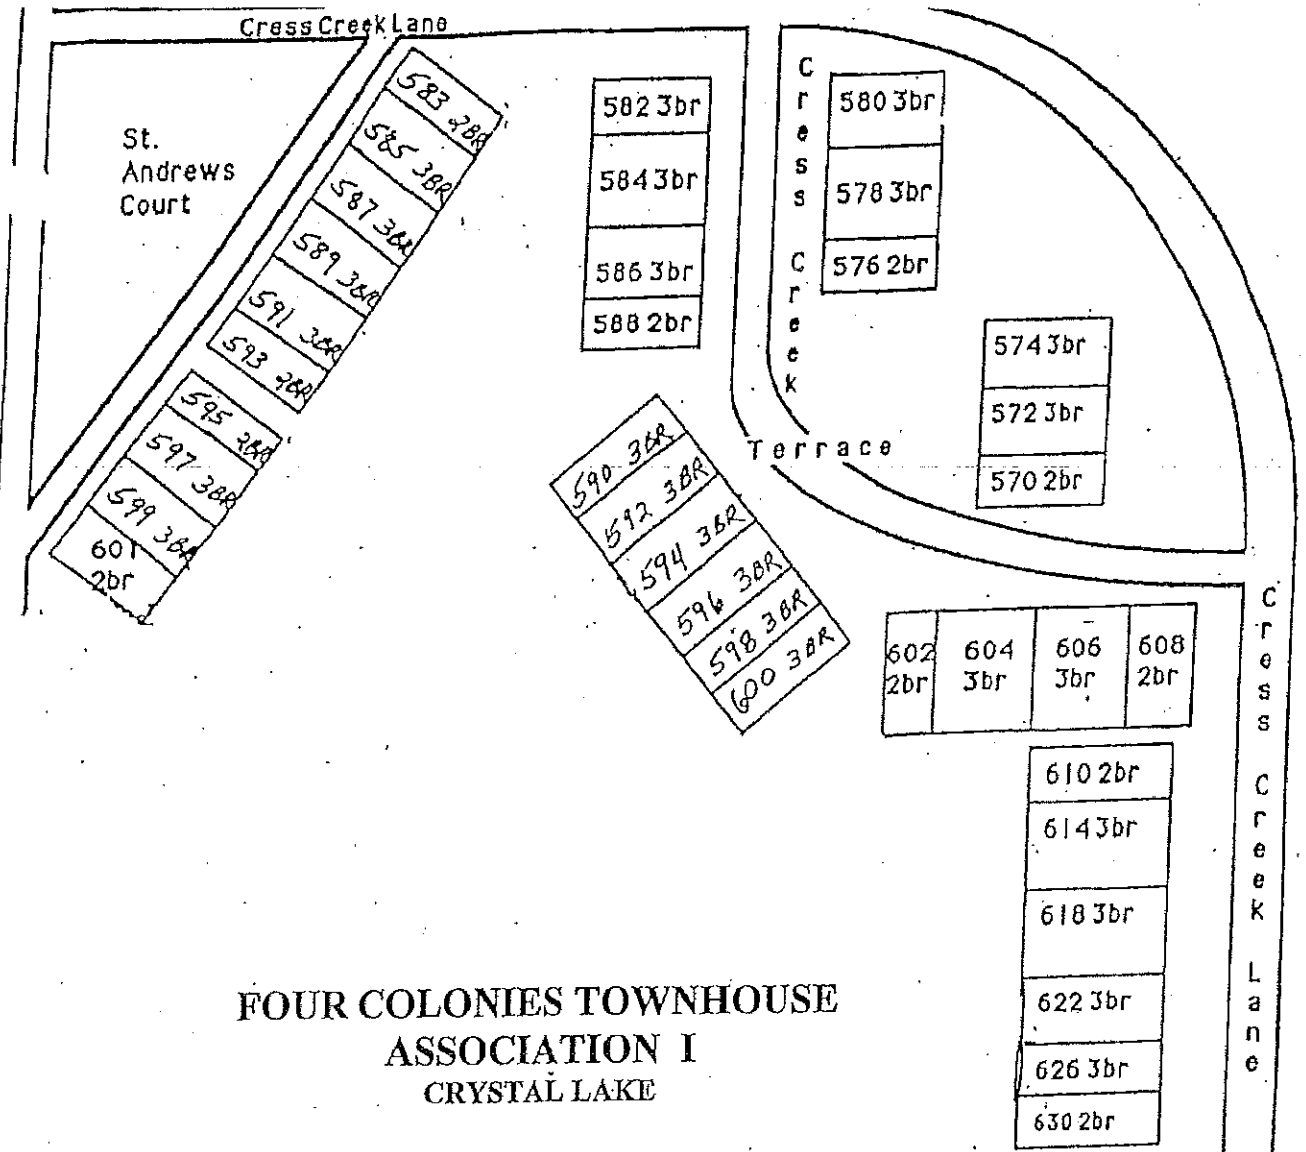 Cress Creek Lane
St.
Andrews
Court
583 2BR
585 3BR
587 3BR
589 3BR
591 3BR
593 2BR
595 2BR
597 3BR
599 3BR
601
2br
582 3br
584 3br
586 3br
588 2br
Cress Creek
Terrace
580 3br
578 3br
576 2br
574 3br
572 3br
570 2br
590 3BR
592 3BR
594 3BR
596 3BR
598 3BR
600 3BR
602
2br
604
3br
606
3br
608
2br
610 2br
614 3br
618 3br
622 3br
626 3br
630 2br
Cress Creek Lane
FOUR COLONIES TOWNHOUSE
ASSOCIATION I
CRYSTAL LAKE